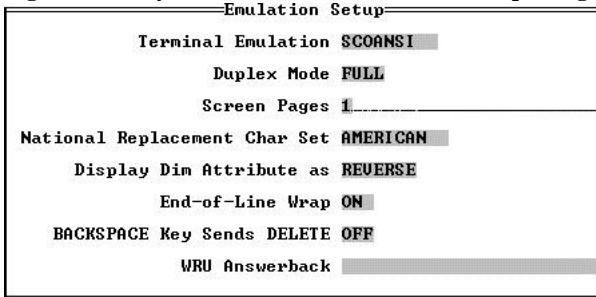 Emulation Setup
Terminal Emulation SCOANSI
Duplex Mode FULL
Screen Pages 1
National Replacement Char Set AMERICAN
Display Dim Attribute as REVERSE
End-of-Line Wrap ON
BACKSPACE Key Sends DELETE OFF
WRU Answerback